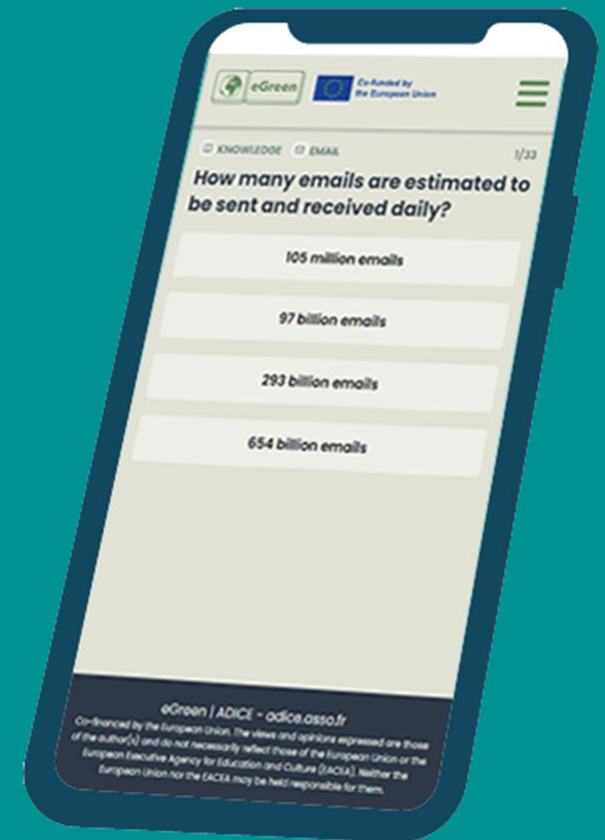 eGreen
Co-funded by
the European Union
KNOWLEDGE EMAIL 1/33
How many emails are estimated to
be sent and received daily?
105 million emails
97 billion emails
293 billion emails
654 billion emails
eGreen | ADICE - adice.asso.fr
Co-financed by the European Union. The views and opinions expressed are those
of the author(s) and do not necessarily reflect those of the European Union or the
European Executive Agency for Education and Culture (EACEA). Neither the
European Union nor the EACEA may be held responsible for them.